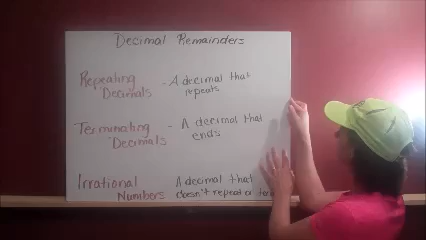 Decimal Remainders
Repeating - A decimal that
Decimals repeats
Terminating - A decimal that
Decimals ends
Irrational A decimal that
Numbers doesn't repeat or